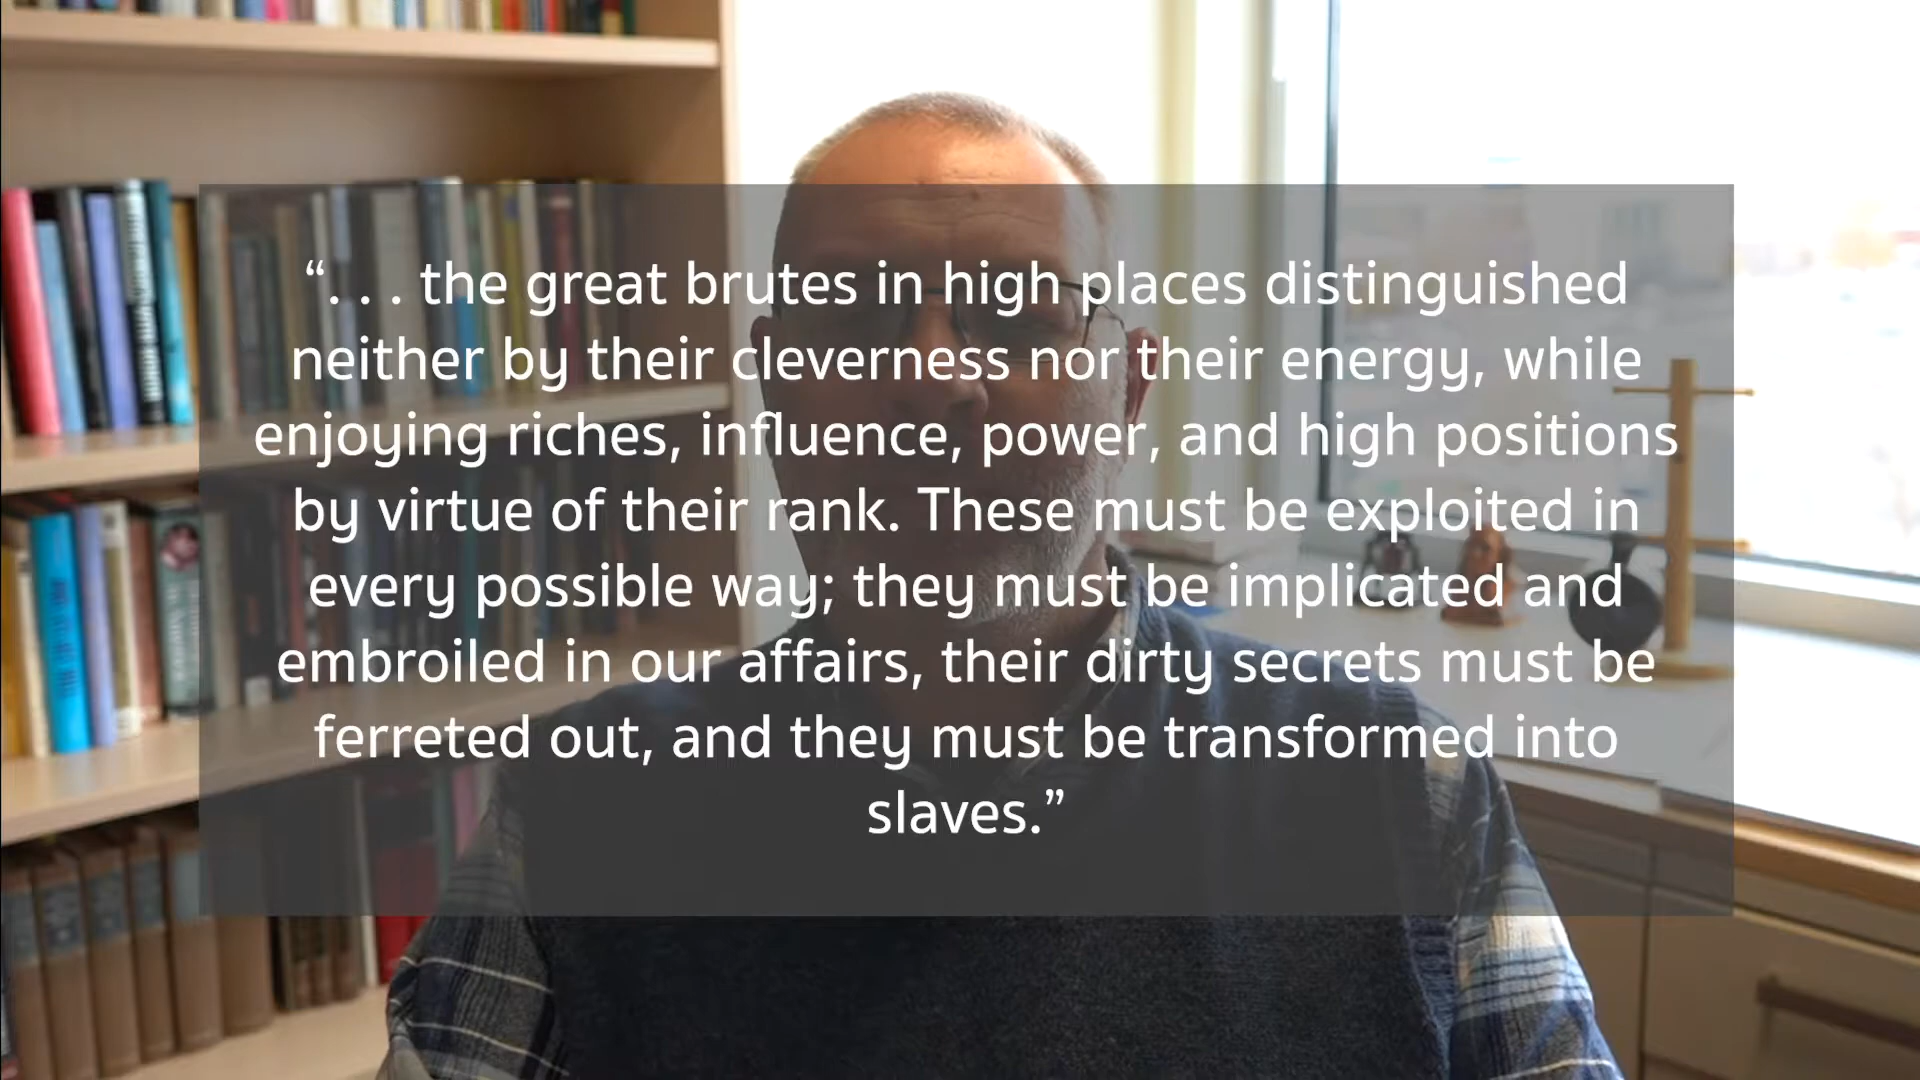 “. . . the great brutes in high places distinguished
neither by their cleverness nor their energy, while
enjoying riches, influence, power, and high positions
by virtue of their rank. These must be exploited in
every possible way; they must be implicated and
embroiled in our affairs, their dirty secrets must be
ferreted out, and they must be transformed into
slaves.”